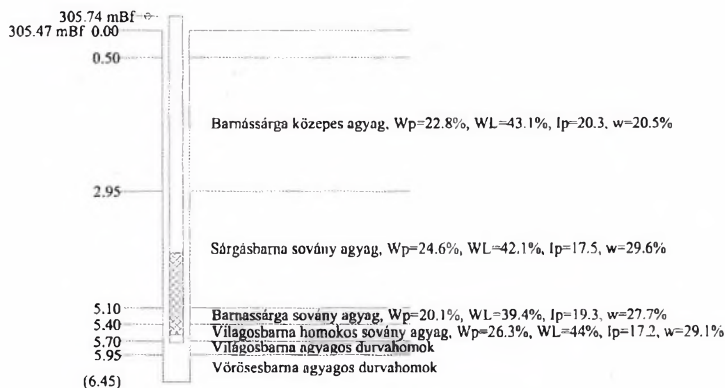 305.74 mBf
305.47 mBf 0.00
0.50
Barnássárga közepes agyag, Wp=22.8%, WL=43.1%, Ip=20.3, w=20.5%
2.95
Sárgásbarna sovány agyag, Wp=24.6%, WL=42.1%, Ip=17.5, w=29.6%
5.10
Barnassárga sovány agyag, Wp=20.1%, WL=39.4%, Ip=19.3, w=27.7%
5.40
Világosbarna homokos sovány agyag, Wp=26.3%, WL=44%, Ip=17.2, w=29.1%
5.70
Világosbarna agyagos durvahomok
5.95
Vörösesbarna agyagos durvahomok
(6.45)